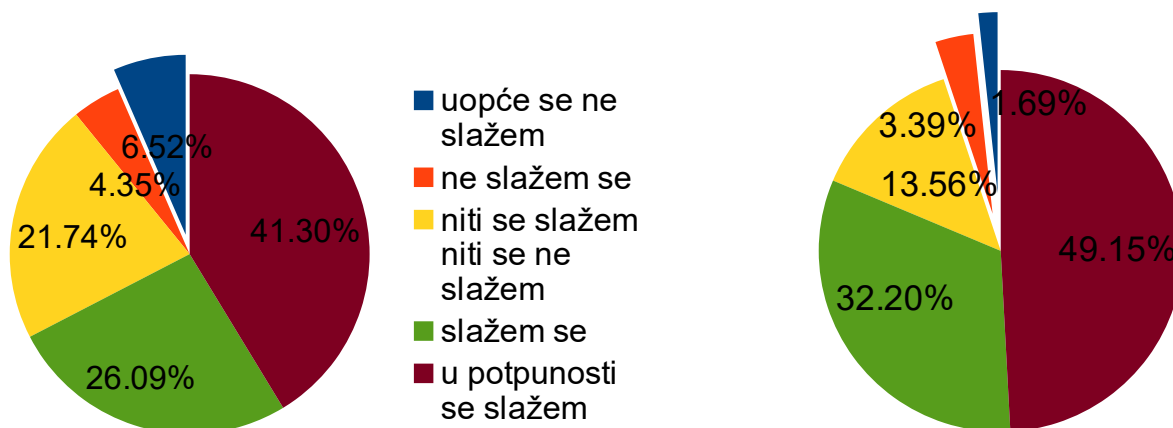 6.52%
4.35%
21.74%
41.30%
26.09%
uopće se ne
slažem
ne slažem se
niti se slažem
niti se ne
slažem
slažem se
u potpunosti
se slažem
1.69%
3.39%
13.56%
49.15%
32.20%